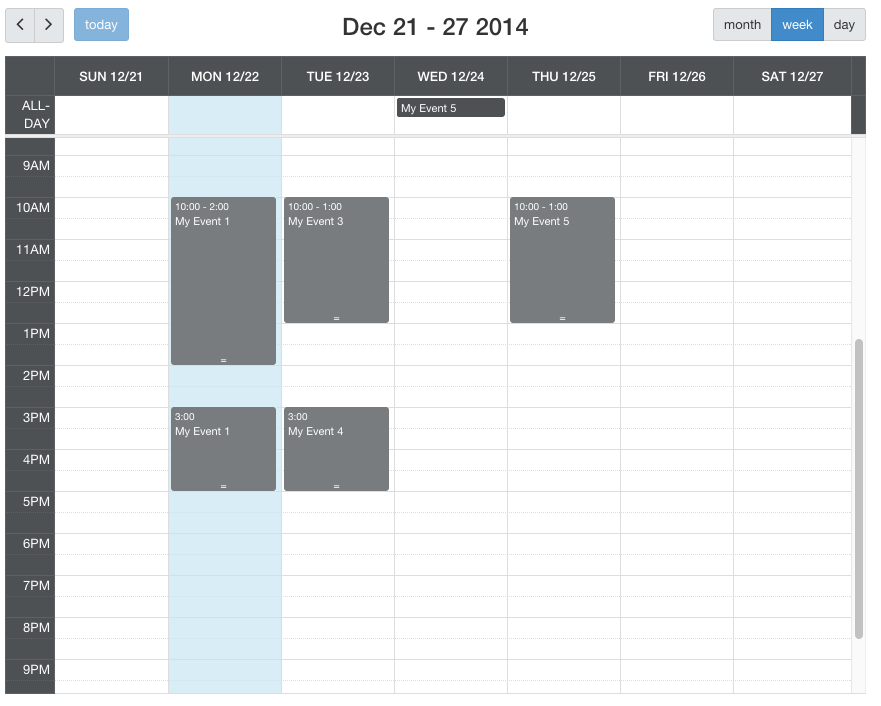 today
Dec 21 - 27 2014
month
week
day
SUN 12/21
MON 12/22
TUE 12/23
WED 12/24
THU 12/25
FRI 12/26
SAT 12/27
ALL-
DAY
My Event 5
9AM
10AM
10:00 - 2:00
My Event 1
10:00 - 1:00
My Event 3
10:00 - 1:00
My Event 5
11AM
12PM
1PM
2PM
3PM
3:00
My Event 1
3:00
My Event 4
4PM
5PM
6PM
7PM
8PM
9PM